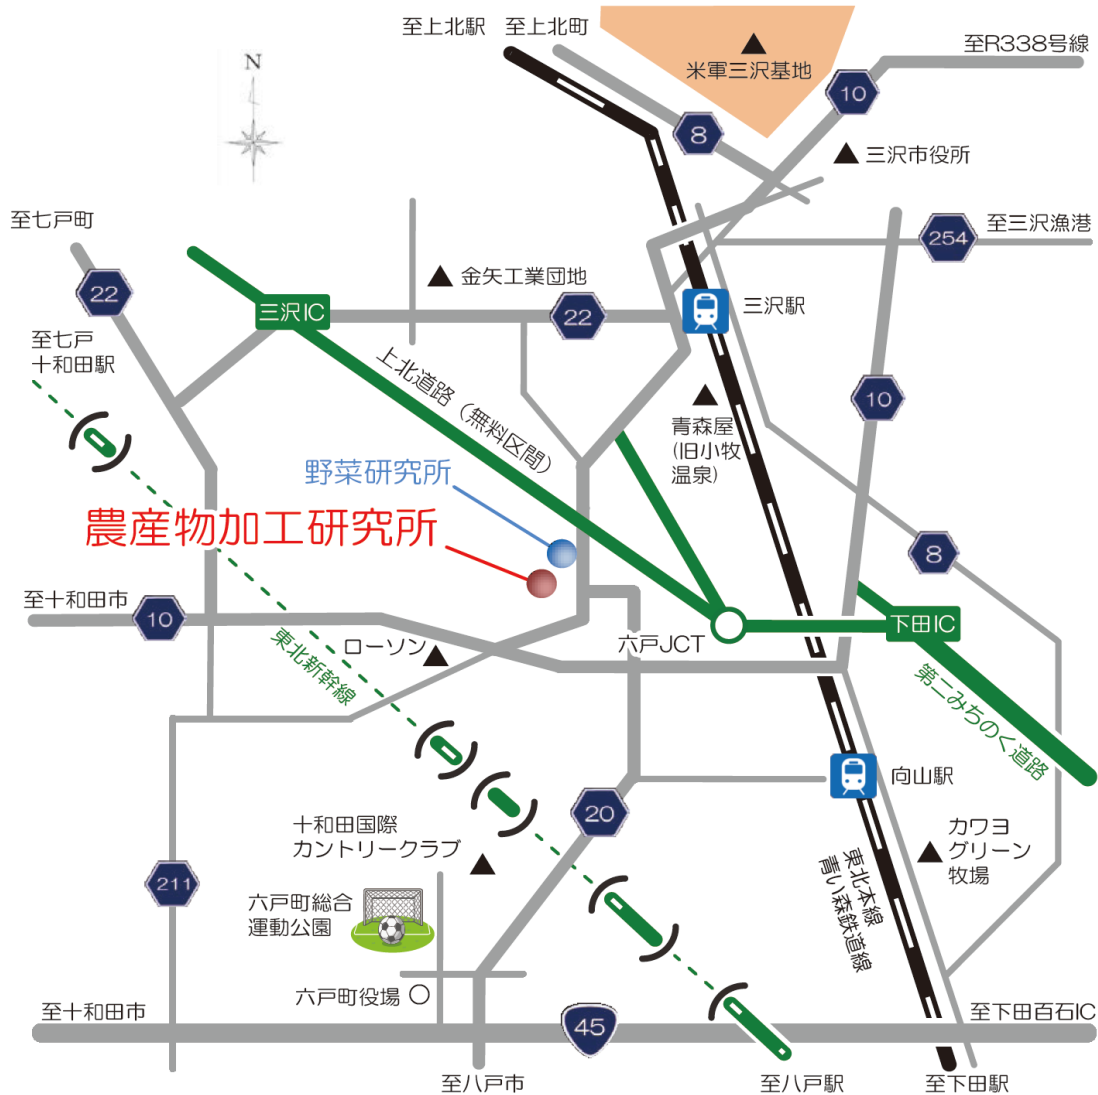 至上北駅
至上北町
至R338号線
米軍三沢基地
10
8
三沢市役所
N
至七戸町
至三沢漁港
254
22
金矢工業団地
三沢IC
22
三沢駅
至七戸
十和田駅
上北道路（無料区間）
10
青森屋
(旧小牧
温泉)
野菜研究所
農産物加工研究所
8
至十和田市
10
下田IC
六戸JCT
ローソン
東北新幹線
第二みちのく道路
向山駅
20
十和田国際
カントリークラブ
カワヨ
グリーン
牧場
211
東北本線
青い森鉄道線
六戸町総合
運動公園
六戸町役場
至十和田市
45
至下田百石IC
至八戸市
至八戸駅
至下田駅